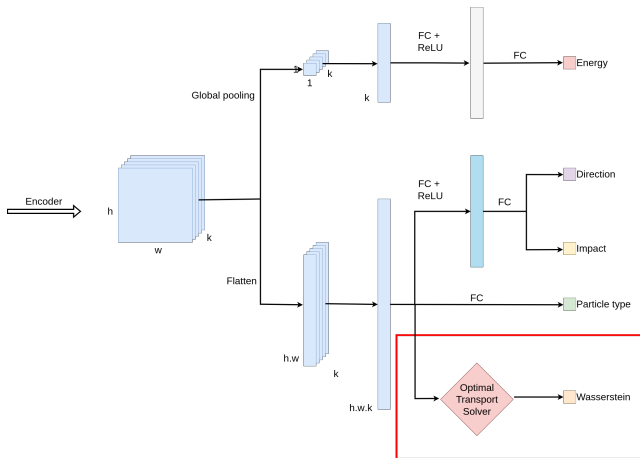 FC +
ReLU
FC
1
k
1
Energy
Global pooling
k
FC +
ReLU
Direction
FC
Encoder
h
k
w
Impact
Flatten
FC
Particle type
h.w
k
Optimal
Transport
Solver
Wasserstein
h.w.k